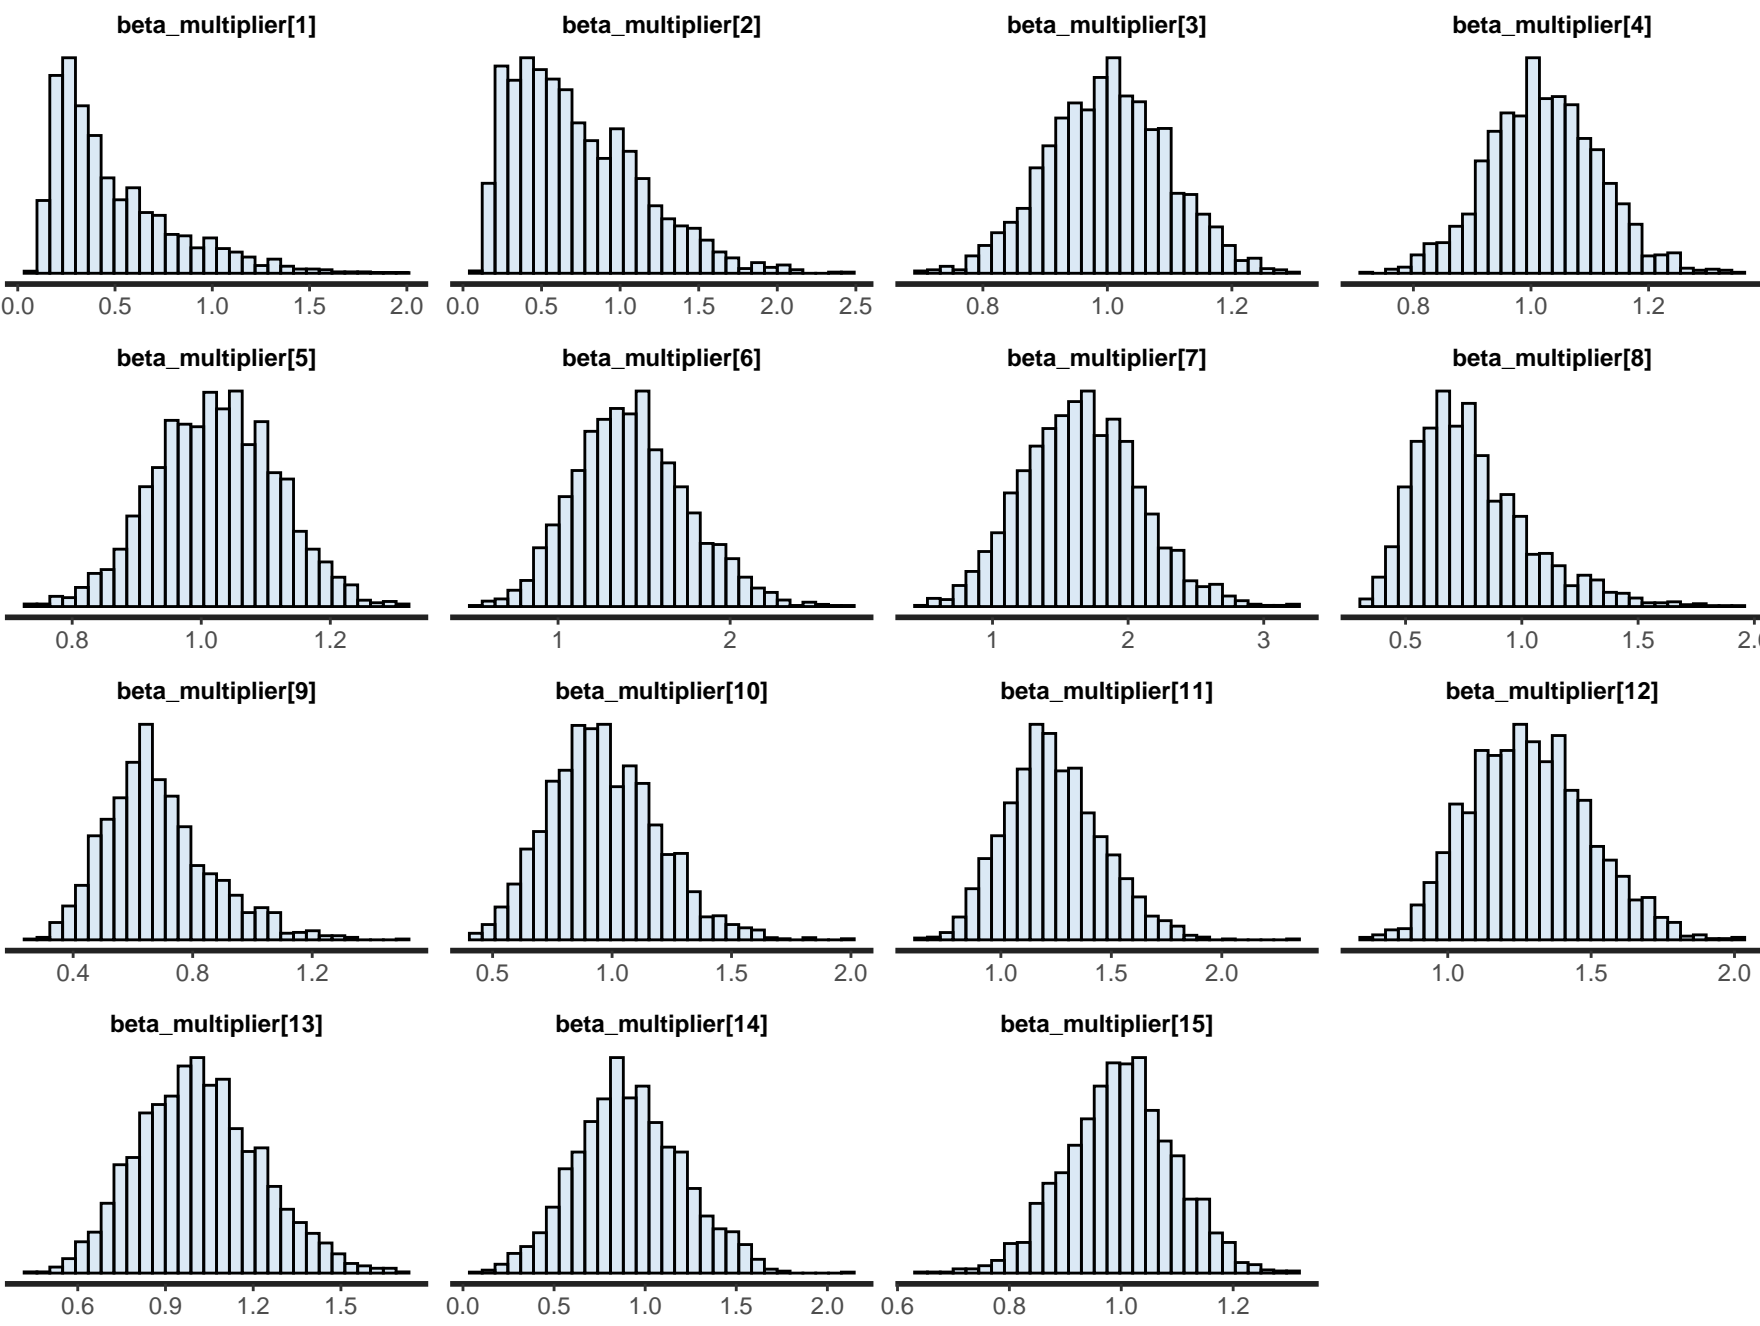 beta_multiplier[1] beta_multiplier[2] beta_multiplier[3] beta_multiplier[4]
0.0 0.5 1.0 1.5 2.0 0.0 0.5 1.0 1.5 2.0 2.5 0.8 1.0 1.2 0.8 1.0 1.2
beta_multiplier[5] beta_multiplier[6] beta_multiplier[7] beta_multiplier[8]
0.8 1.0 1.2 1 2 1 2 3 0.5 1.0 1.5 2.0
beta_multiplier[9] beta_multiplier[10] beta_multiplier[11] beta_multiplier[12]
0.4 0.8 1.2 0.5 1.0 1.5 2.0 1.0 1.5 2.0 1.0 1.5 2.0
beta_multiplier[13] beta_multiplier[14] beta_multiplier[15]
0.6 0.9 1.2 1.5 0.0 0.5 1.0 1.5 2.0 0.6 0.8 1.0 1.2